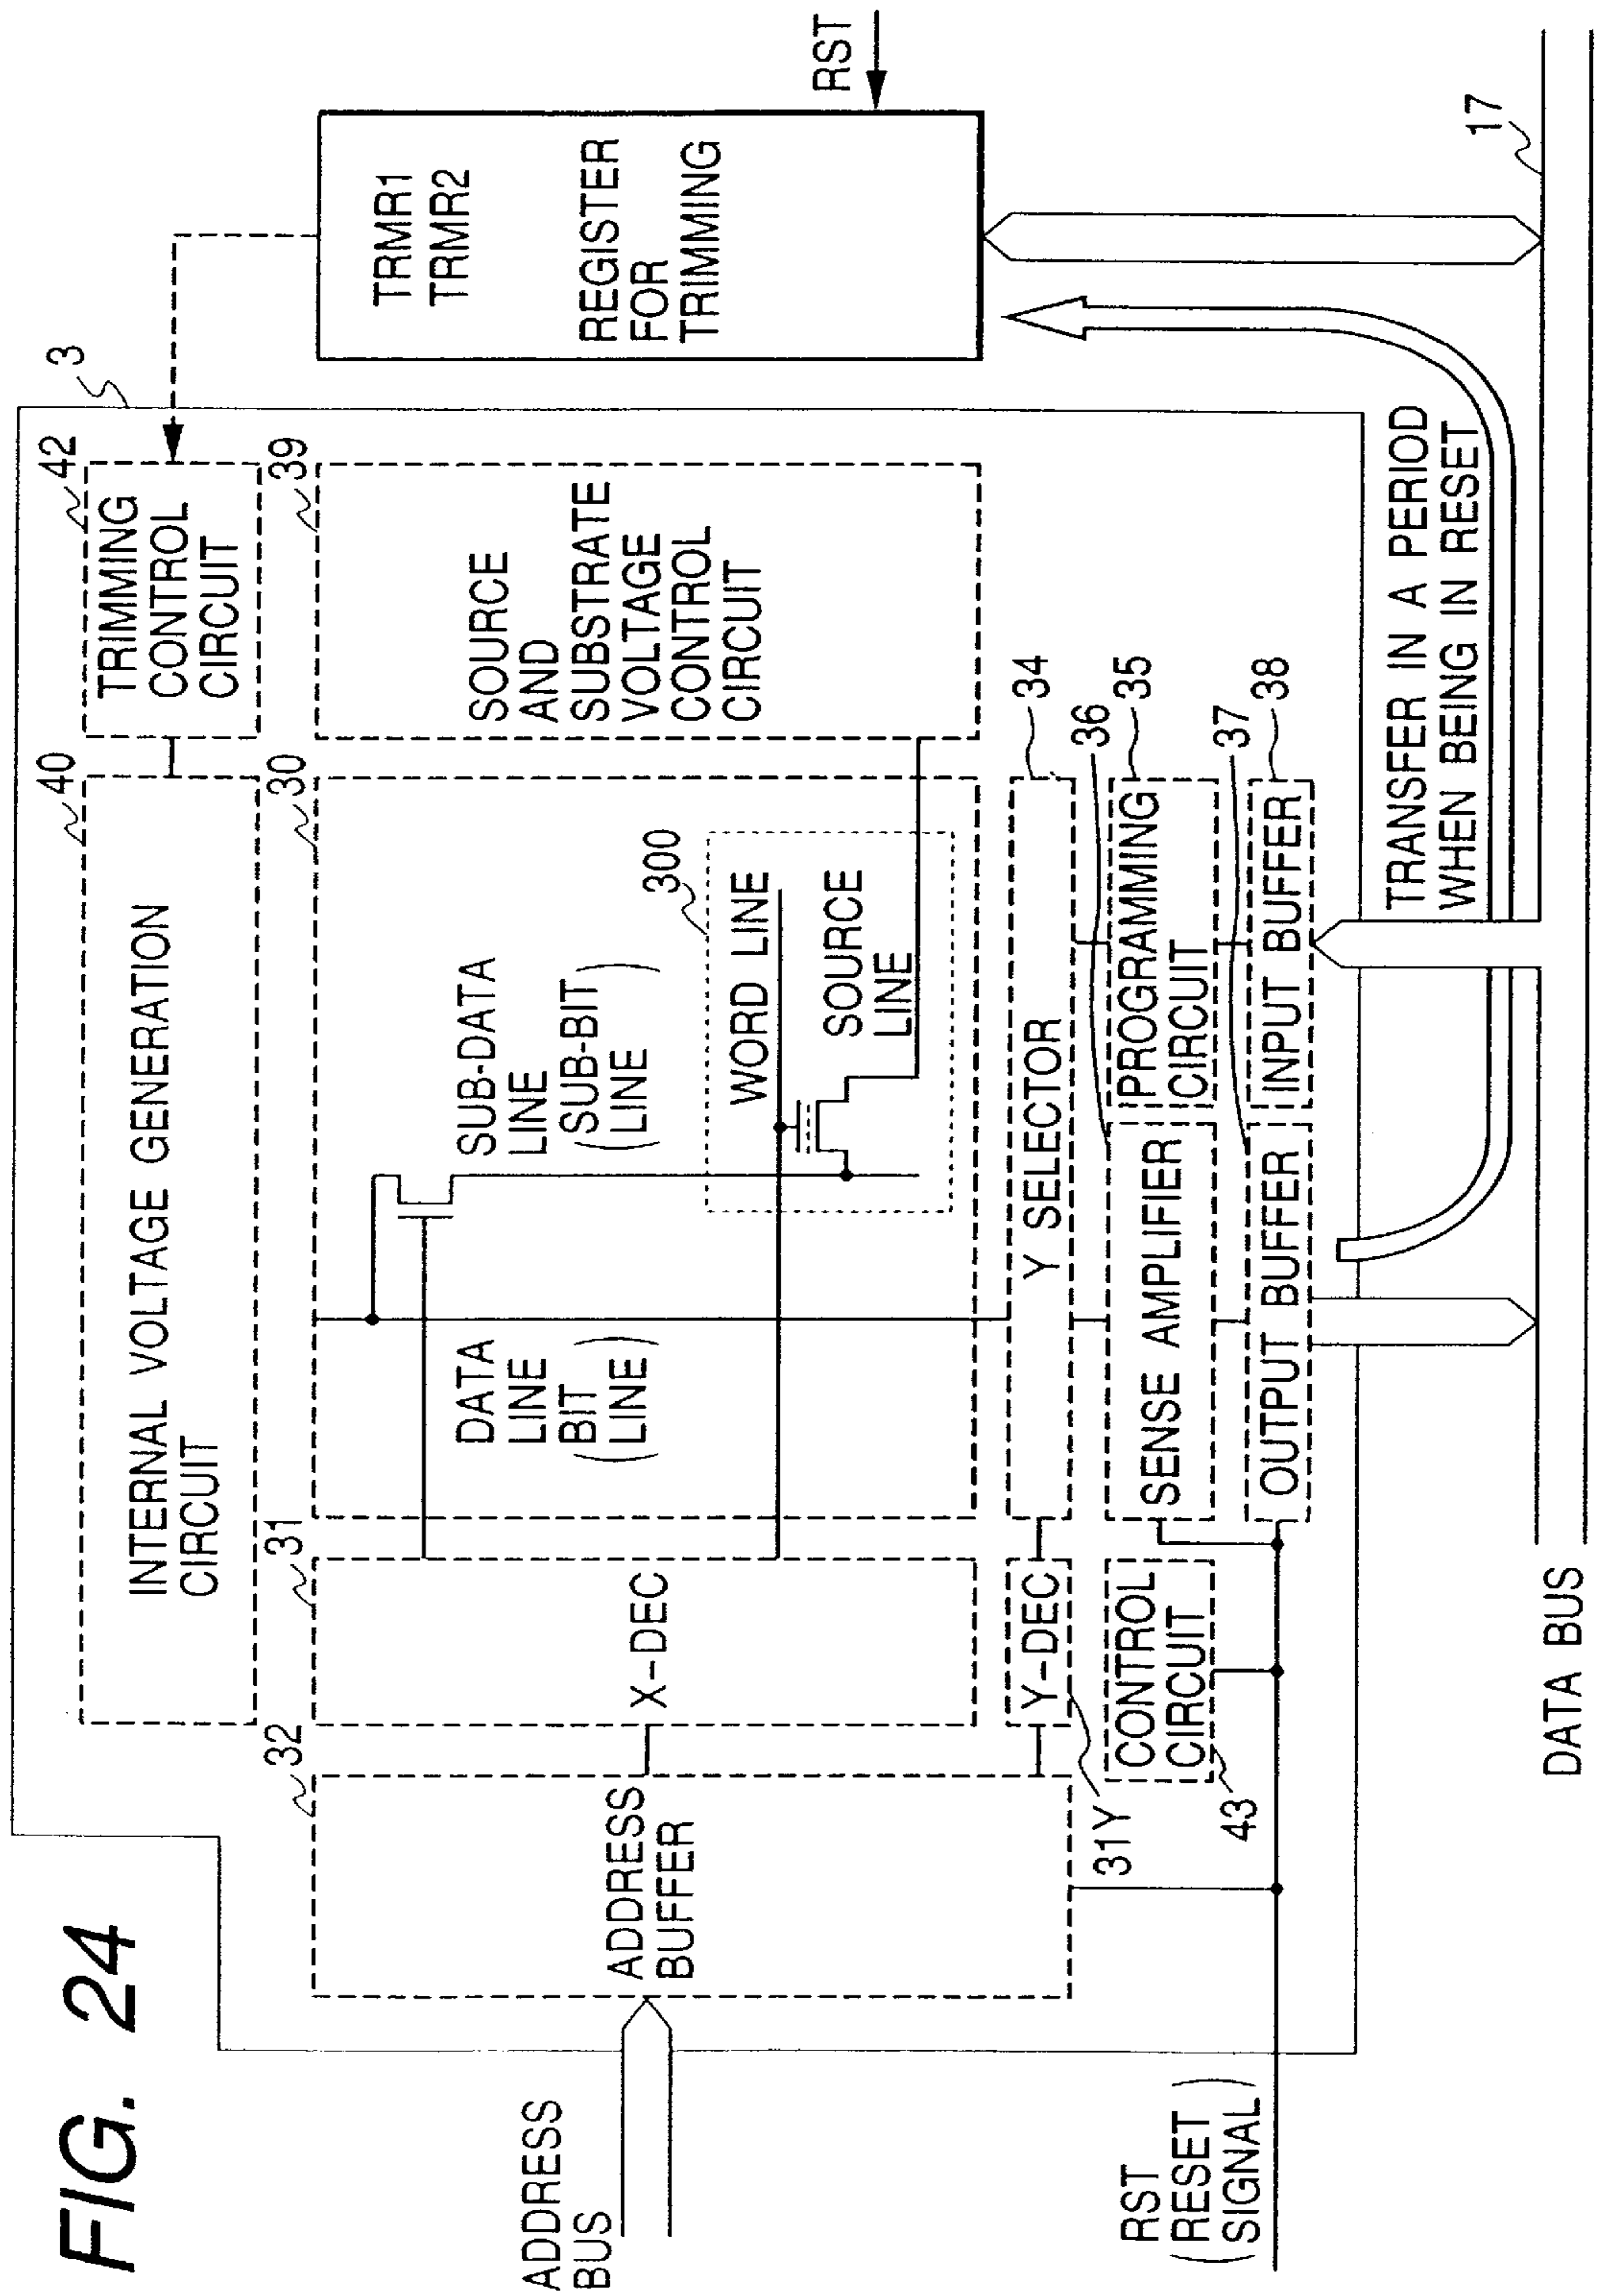 FIG. 24
3
40
INTERNAL VOLTAGE GENERATION
CIRCUIT
42
TRIMMING
CONTROL
CIRCUIT
TRMR1
TRMR2
REGISTER
FOR
TRIMMING
RST
ADDRESS
BUS
32
ADDRESS
BUFFER
31
X-DEC
30
DATA
LINE
(BIT
LINE)
SUB-DATA
LINE
(SUB-BIT
LINE)
300
WORD LINE
SOURCE
LINE
39
SOURCE
AND
SUBSTRATE
VOLTAGE
CONTROL
CIRCUIT
31Y
Y-DEC
Y SELECTOR
34
43
CONTROL
CIRCUIT
SENSE AMPLIFIER
36
PROGRAMMING
CIRCUIT
35
OUTPUT BUFFER
37
INPUT BUFFER
38
RST
(RESET
SIGNAL)
TRANSFER IN A PERIOD
WHEN BEING IN RESET
17
DATA BUS